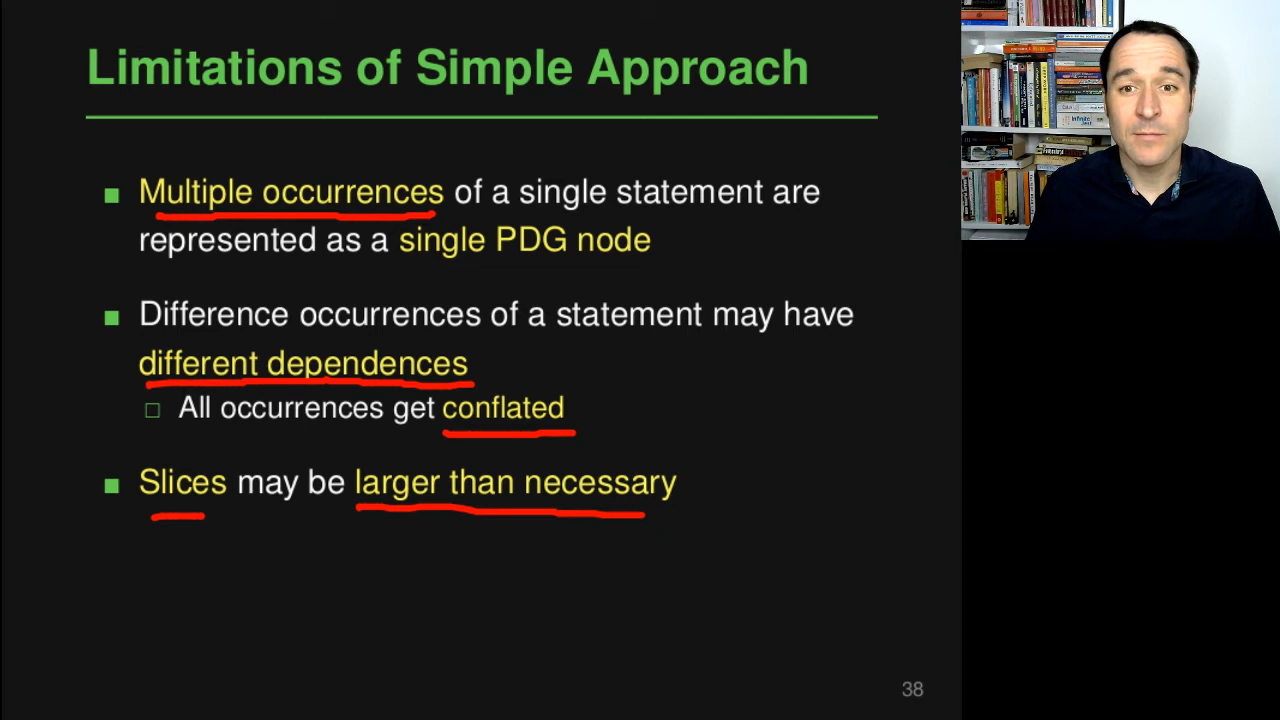 Limitations of Simple Approach
Multiple occurrences of a single statement are
represented as a single PDG node
Difference occurrences of a statement may have
different dependences
All occurrences get conflated
Slices may be larger than necessary
38
Infinite